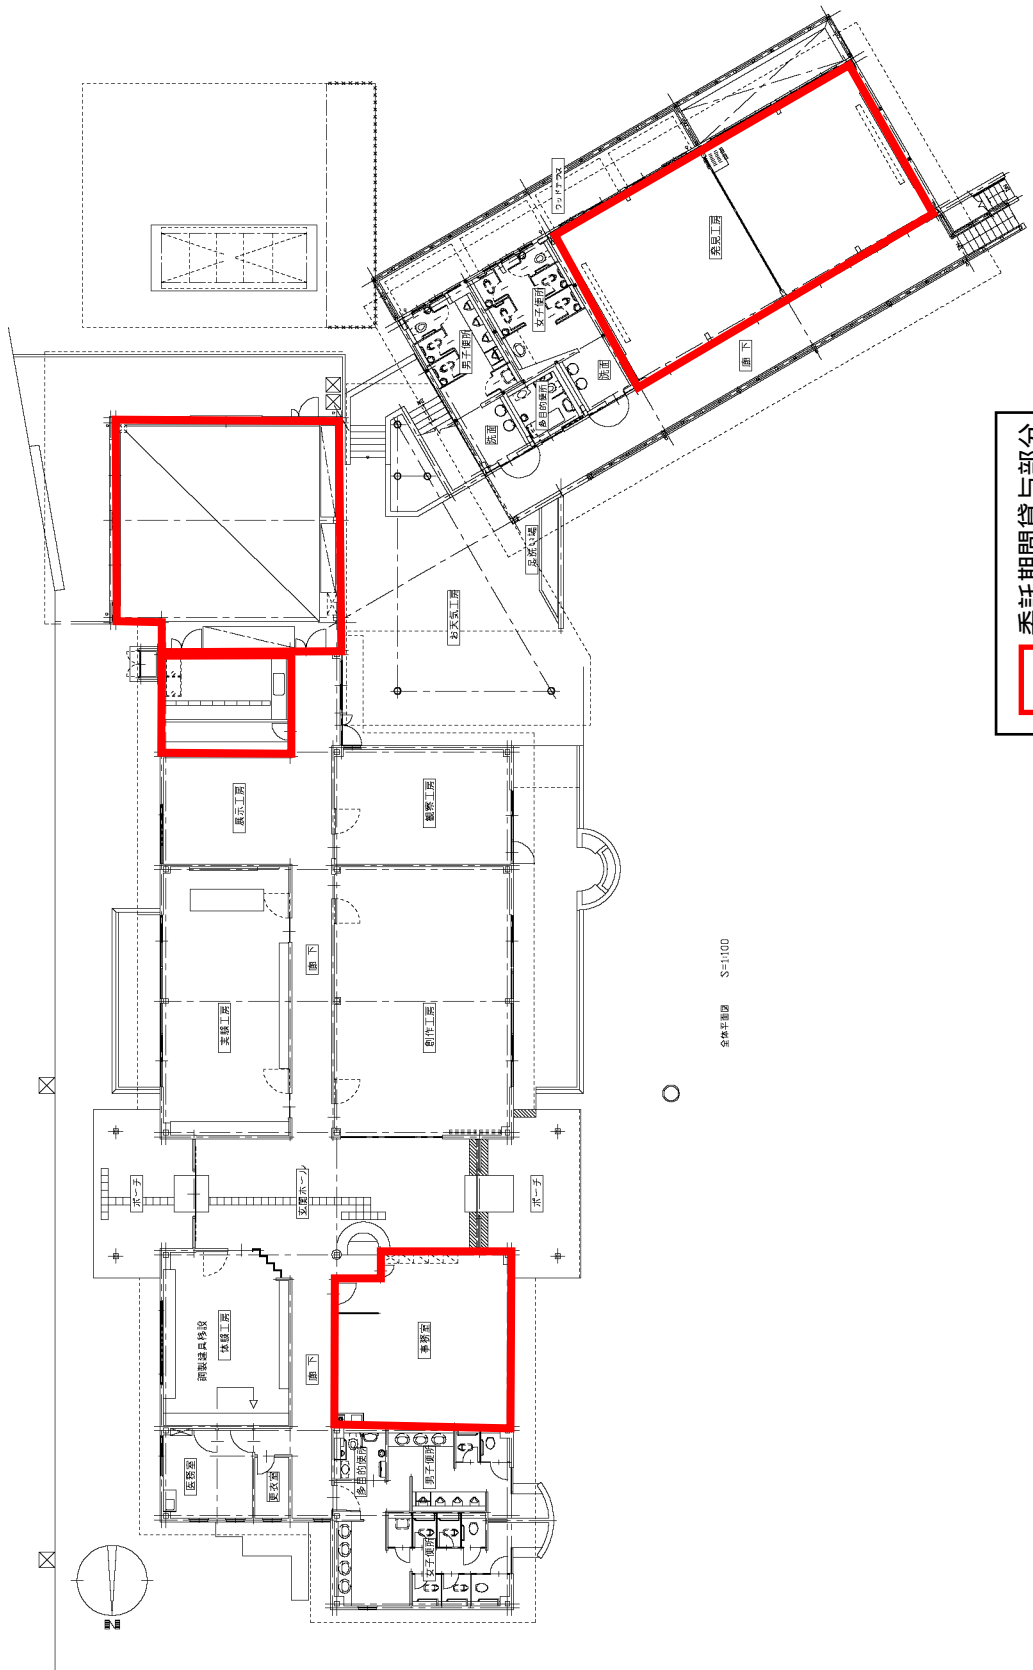 ウッドデッキ
発見工房
女子便所
男子便所
廊 下
洗面
多目的便所
洗面
足洗い場
お天気工房
委託期間貸与部分
展示工房
観察工房
廊 下
実験工房
創作工房
全体平面図 S=1:100
ポーチ
玄関ホール
ポーチ
調製建具移設
体験工房
廊 下
事務室
医務室
更衣室
多目的便所
男子便所
女子便所